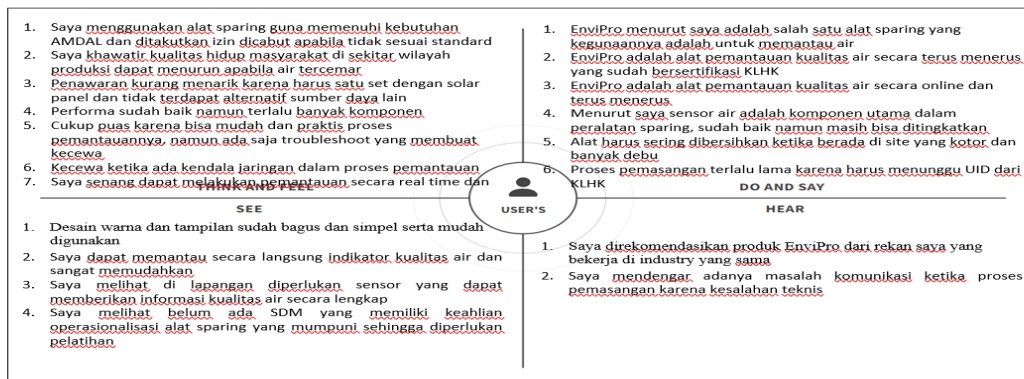 1. Saya menggunakan alat sparing guna memenuhi kebutuhan
AMDAL dan ditakutkan izin dicabut apabila tidak sesuai standard
2. Saya khawatir kualitas hidup masyarakat di sekitar wilayah
produksi dapat menurun apabila air tercemar
3. Penawaran kurang menarik karena harus satu set dengan solar
panel dan tidak terdapat alternatif sumber daya lain
4. Performa sudah baik namun terlalu banyak komponen
5. Cukup puas karena bisa mudah dan praktis proses
pemantauannya, namun ada saja troubleshoot yang membuat
kecewa
6. Kecewa ketika ada kendala jaringan dalam proses pemantauan
7. Saya senang dapat melakukan pemantauan secara real time dan
THINK AND FEEL
1. EnviPro menurut saya adalah salah satu alat sparing yang
kegunaannya adalah untuk memantau air
2. EnviPro adalah alat pemantauan kualitas air secara terus menerus
yang sudah bersertifikasi KLHK
3. EnviPro adalah alat pemantauan kualitas air secara online dan
terus menerus
4. Menurut saya sensor air adalah komponen utama dalam
peralatan sparing, sudah baik namun masih bisa ditingkatkan
5. Alat harus sering dibersihkan ketika berada di site yang kotor dan
banyak debu
6. Proses pemasangan terlalu lama karena harus menunggu UID dari
KLHK
DO AND SAY
USER'S
SEE
1. Desain warna dan tampilan sudah bagus dan simpel serta mudah
digunakan
2. Saya dapat memantau secara langsung indikator kualitas air dan
sangat memudahkan
3. Saya melihat di lapangan diperlukan sensor yang dapat
memberikan informasi kualitas air secara lengkap
4. Saya melihat belum ada SDM yang memiliki keahlian
operasionalisasi alat sparing yang mumpuni sehingga diperlukan
pelatihan
HEAR
1. Saya direkomendasikan produk EnviPro dari rekan saya yang
bekerja di industry yang sama
2. Saya mendengar adanya masalah komunikasi ketika proses
pemasangan karena kesalahan teknis